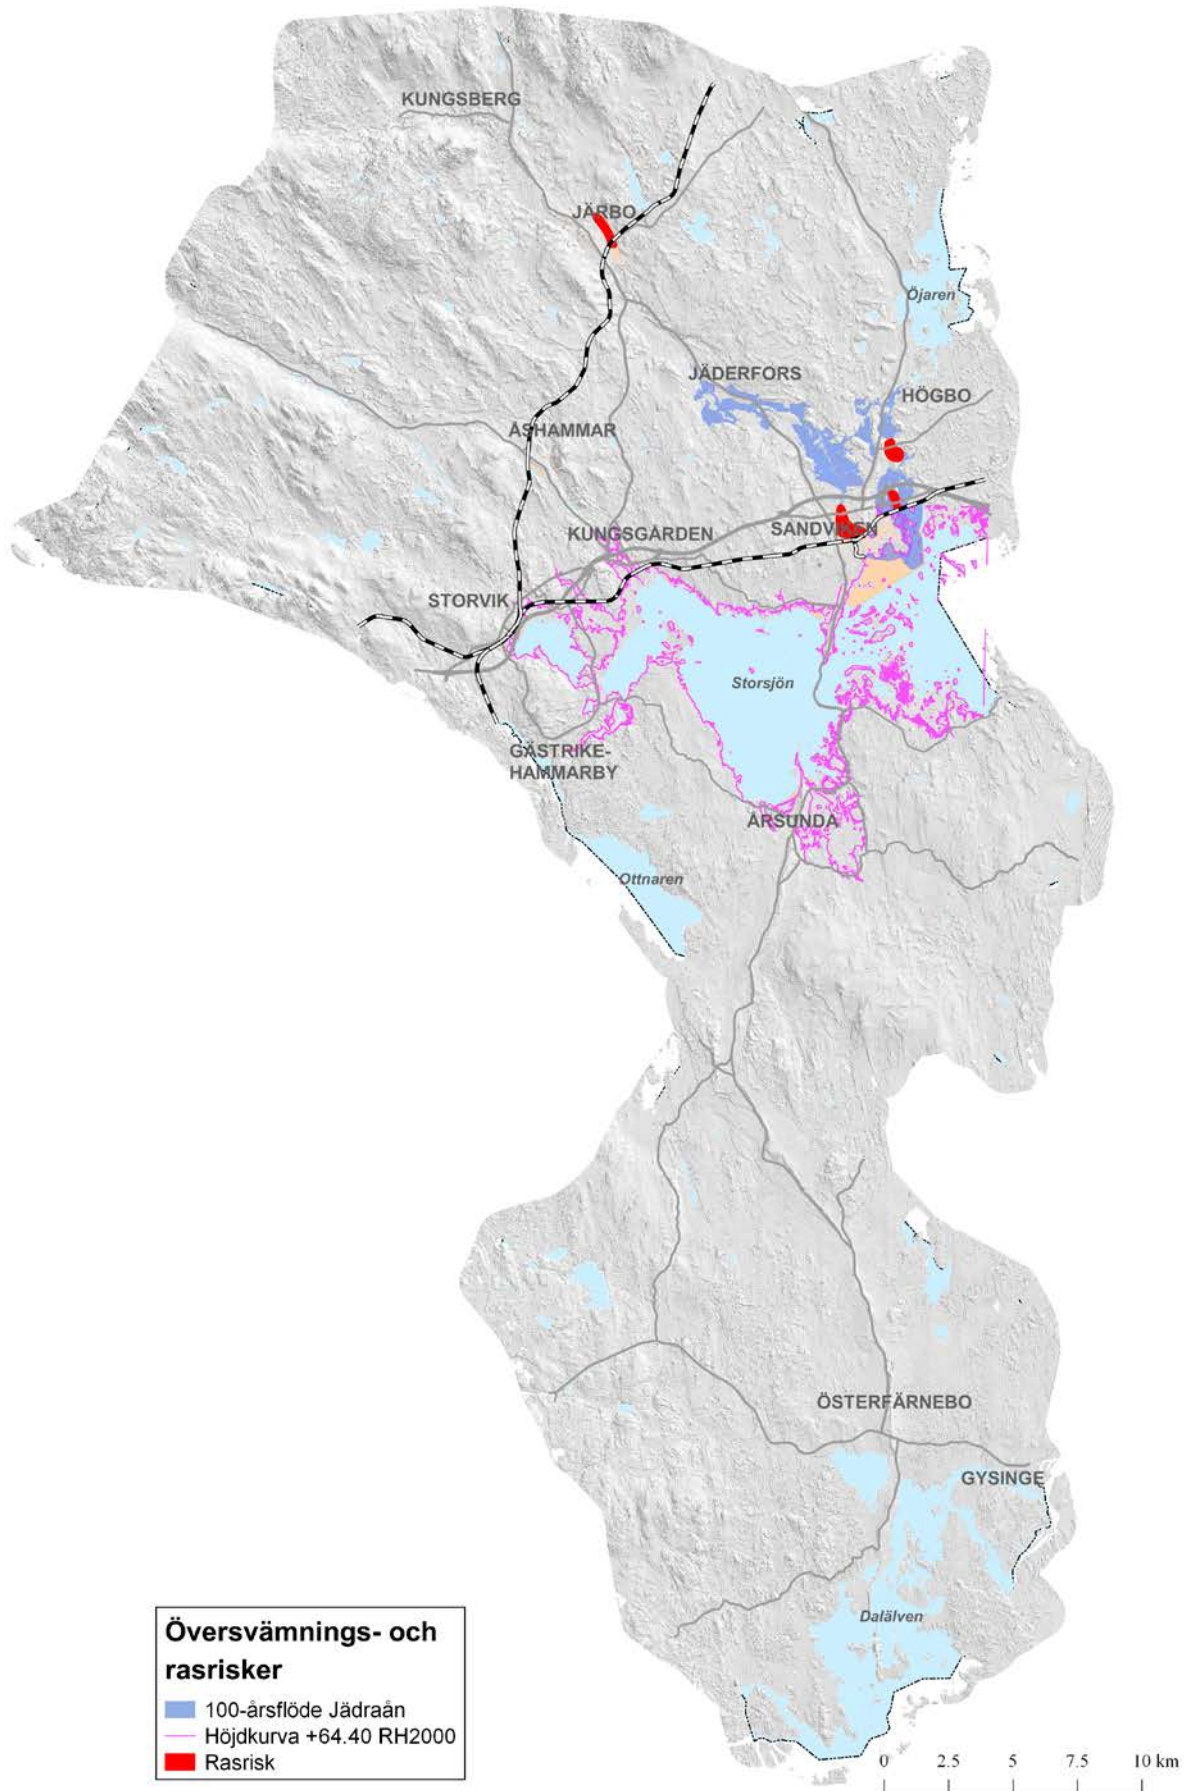 KUNGSBERG
JÄRBO
Öjaren
JÄDERFORS
HÖGBO
ÅSHAMMAR
KUNGSGÅRDEN
SANDVIKEN
STORVIK
Storsjön
GÄSTRIKE-
HAMMARBY
ÅRSUNDA
Ottnaren
ÖSTERFÄRNEBO
GYSINGE
Dalälven
Översvämnings- och
rasrisker
100-årsflöde Jädraån
Höjdkurva +64.40 RH2000
Rasrisk
0 2.5 5 7.5 10 km